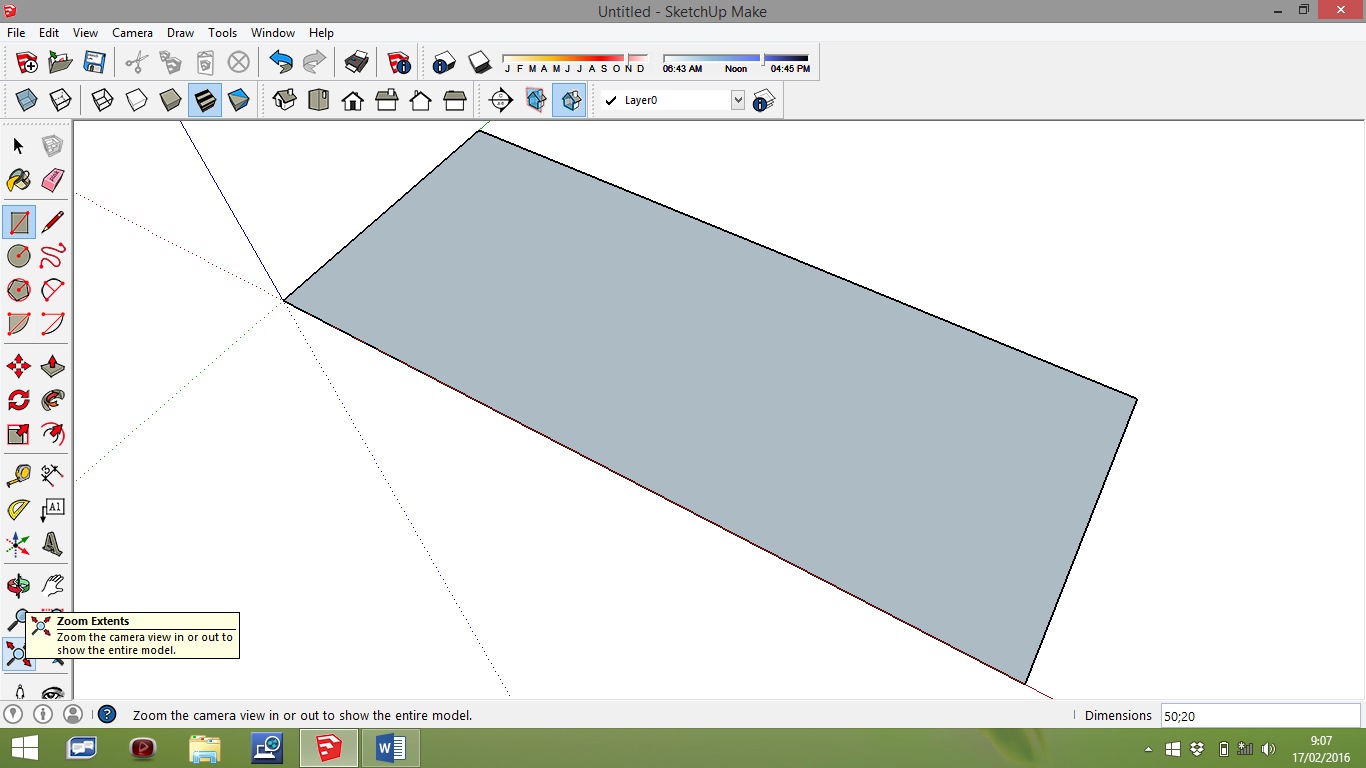 Untitled - SketchUp Make
File Edit View Camera Draw Tools Window Help
J F M A M J J A S O N D
06:43 AM Noon 04:45 PM
Layer0
A1
Zoom Extents
Zoom the camera view in or out to
show the entire model.
Zoom the camera view in or out to show the entire model.
Dimensions 50;20
9:07
17/02/2016